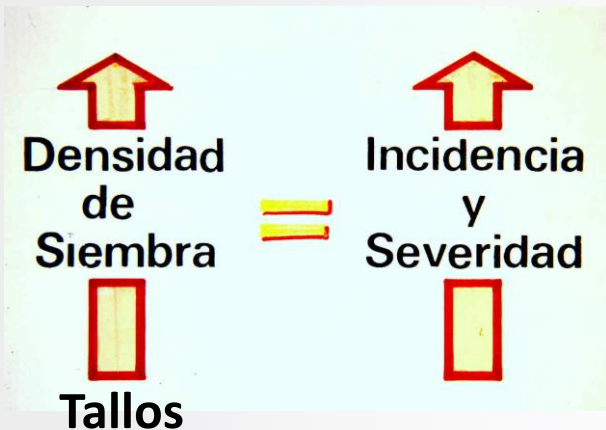 Densidad
de
Siembra
=
Incidencia
y
Severidad
Tallos